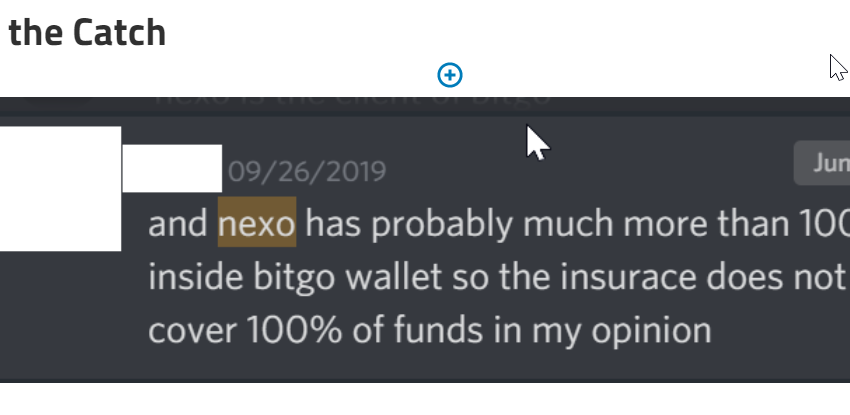 the Catch
nexo is the client of bitgo
09/26/2019
Jun
and nexo has probably much more than 100
inside bitgo wallet so the insurace does not
cover 100% of funds in my opinion